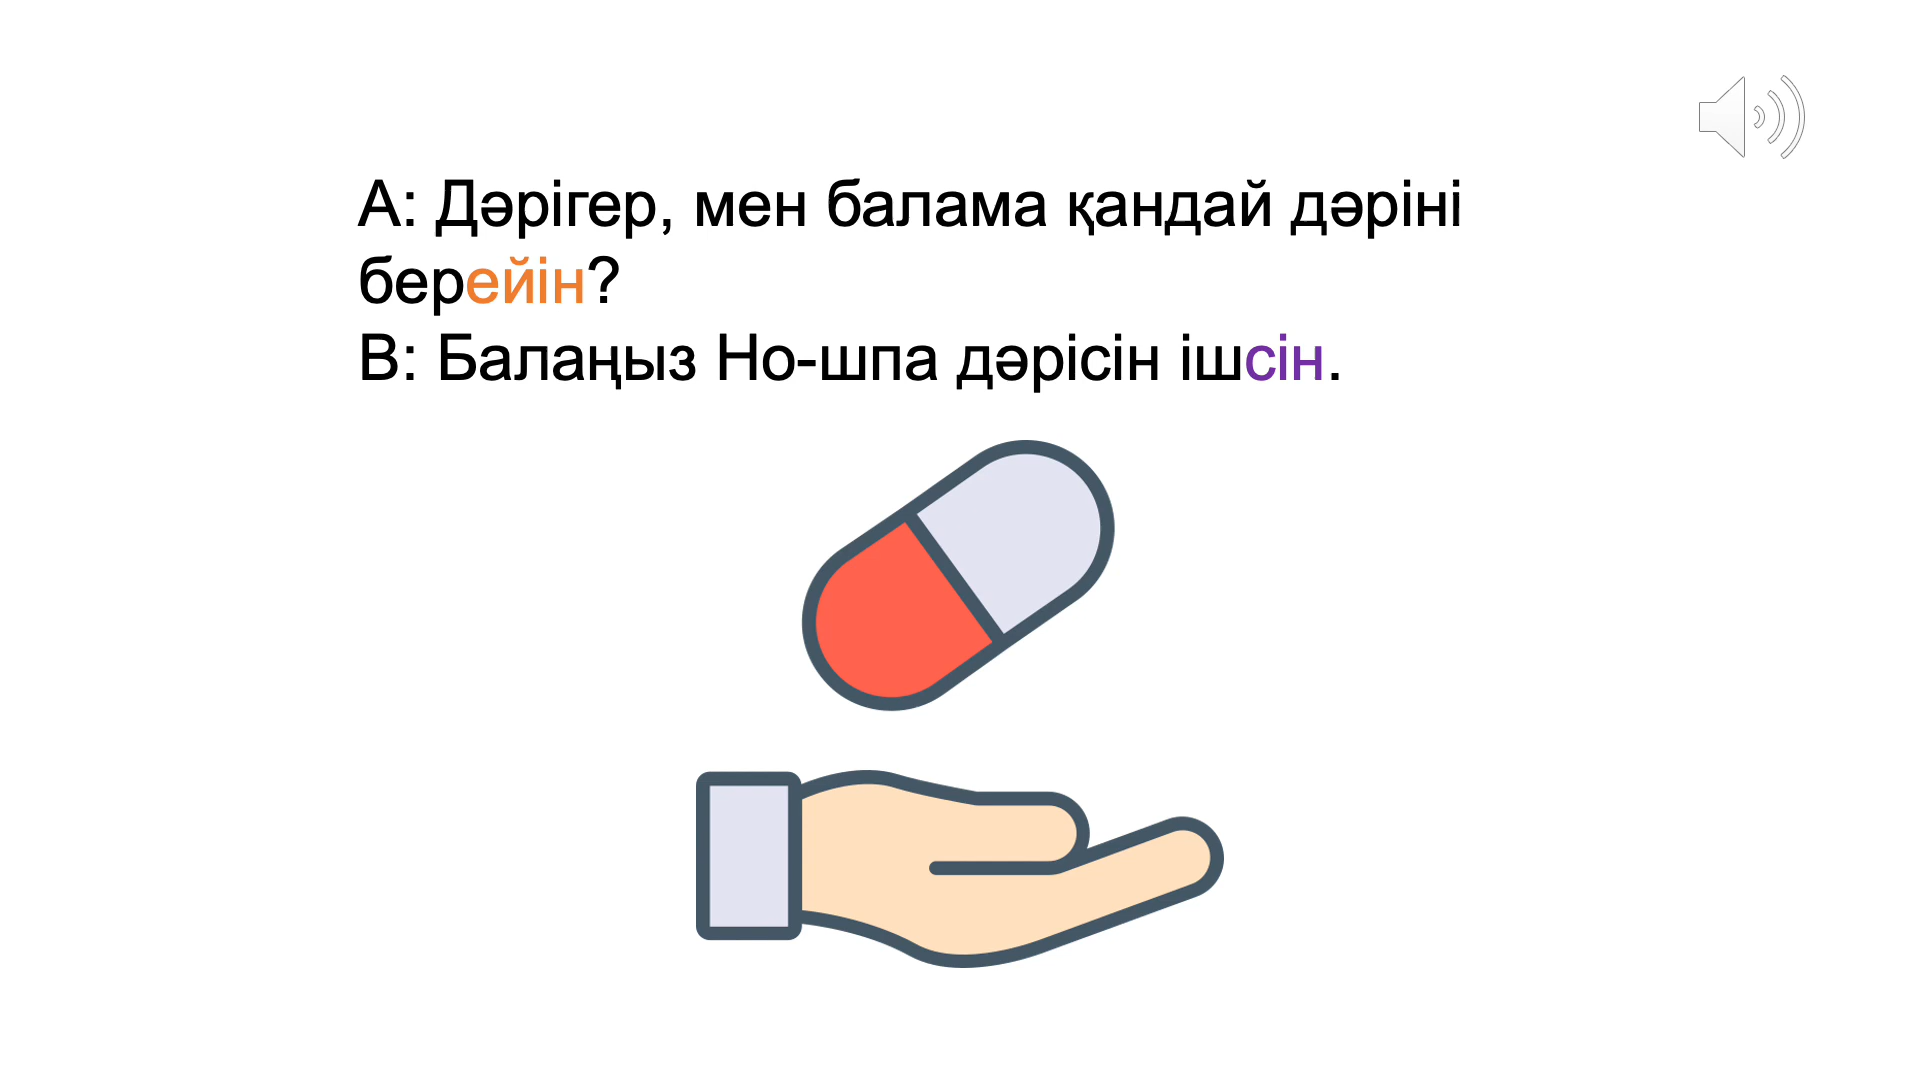 А: Дәрігер, мен балама қандай дәріні
берейін?
В: Балаңыз Но-шпа дәрісін ішсін.